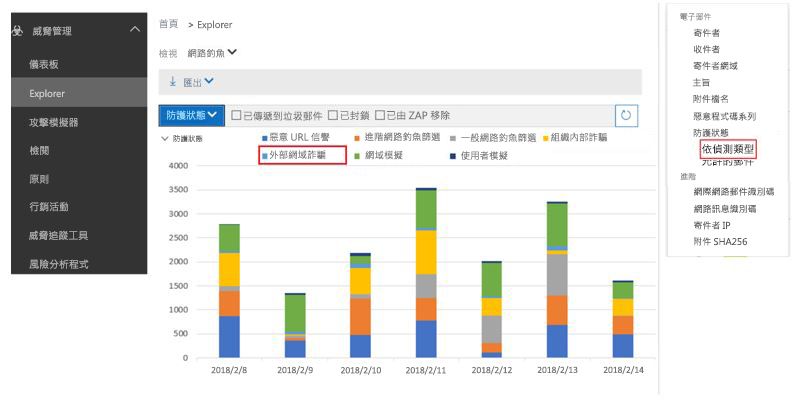 威脅管理
儀表板
Explorer
攻擊模擬器
檢閱
原則
行銷活動
威脅追蹤工具
風險分析程式
首頁 > Explorer
檢視 網路釣魚
匯出
防護狀態 已傳遞到垃圾郵件 已封鎖 已由 ZAP 移除
防護狀態
惡意 URL 信譽 進階網路釣魚篩選 一般網路釣魚篩選 組織內部詐騙
外部網域詐騙 網域模擬 使用者模擬
4000
3500
3000
2500
2000
1500
1000
500
0
2018/2/8 2018/2/9 2018/2/10 2018/2/11 2018/2/12 2018/2/13 2018/2/14
電子郵件
寄件者
收件者
寄件者網域
主旨
附件檔名
惡意程式碼系列
防護狀態
依偵測類型
允許的郵件
進階
網際網路郵件識別碼
網路訊息識別碼
寄件者 IP
附件 SHA256